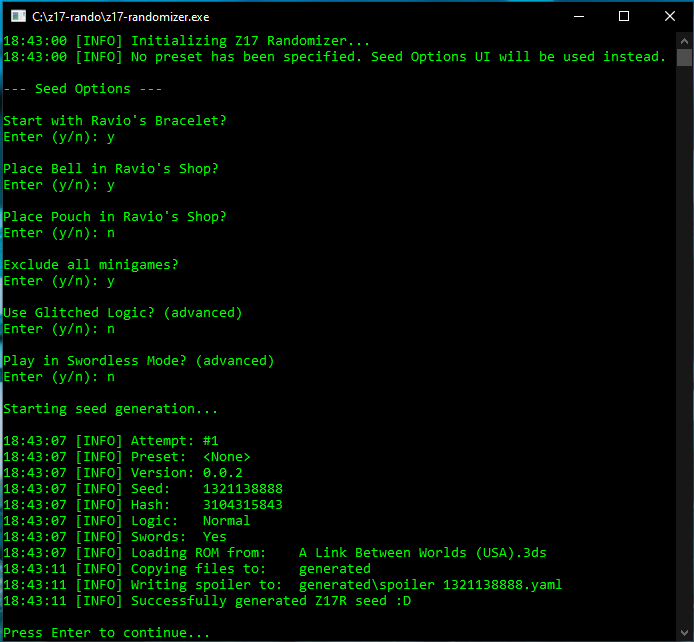 C:\z17-rando\z17-randomizer.exe
18:43:00 [INFO] Initializing Z17 Randomizer...
18:43:00 [INFO] No preset has been specified. Seed Options UI will be used instead.
--- Seed Options ---
Start with Ravio's Bracelet?
Enter (y/n): y
Place Bell in Ravio's Shop?
Enter (y/n): y
Place Pouch in Ravio's Shop?
Enter (y/n): n
Exclude all minigames?
Enter (y/n): y
Use Glitched Logic? (advanced)
Enter (y/n): n
Play in Swordless Mode? (advanced)
Enter (y/n): n
Starting seed generation...
18:43:07 [INFO] Attempt: #1
18:43:07 [INFO] Preset:  <None>
18:43:07 [INFO] Version: 0.0.2
18:43:07 [INFO] Seed:    1321138888
18:43:07 [INFO] Hash:    3104315843
18:43:07 [INFO] Logic:   Normal
18:43:07 [INFO] Swords:  Yes
18:43:07 [INFO] Loading ROM from:    A Link Between Worlds (USA).3ds
18:43:11 [INFO] Copying files to:    generated
18:43:11 [INFO] Writing spoiler to:  generated\spoiler 1321138888.yaml
18:43:11 [INFO] Successfully generated Z17R seed :D
Press Enter to continue...